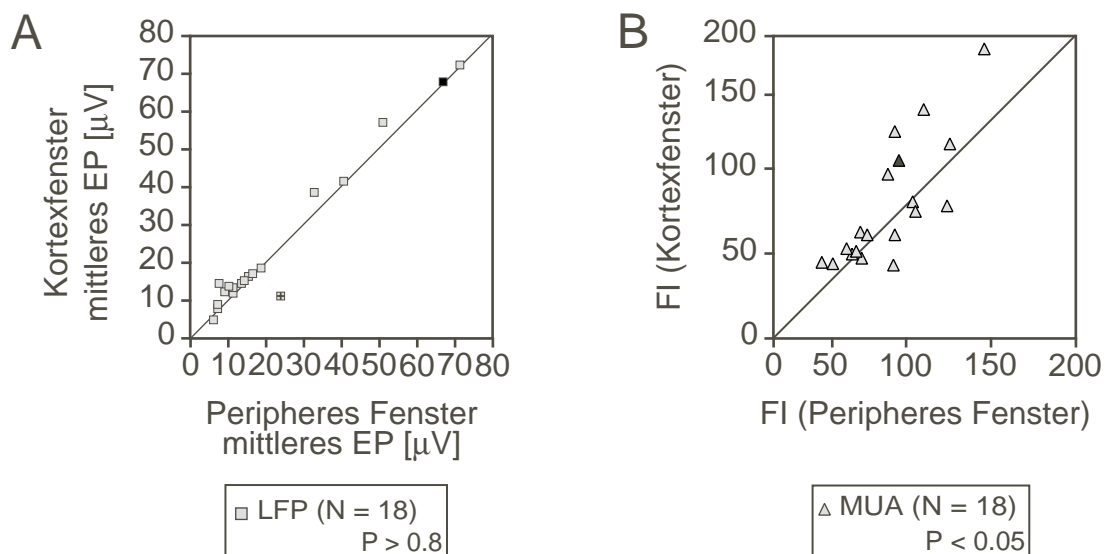 A
80
70
60
50
40
30
20
10
0
Kortexfenster
mittleres EP [µV]
0 10 20 30 40 50 60 70 80
Peripheres Fenster
mittleres EP [µV]
LFP (N = 18)
P > 0.8
B
200
150
100
50
0
FI (Kortexfenster)
0 50 100 150 200
FI (Peripheres Fenster)
MUA (N = 18)
P < 0.05